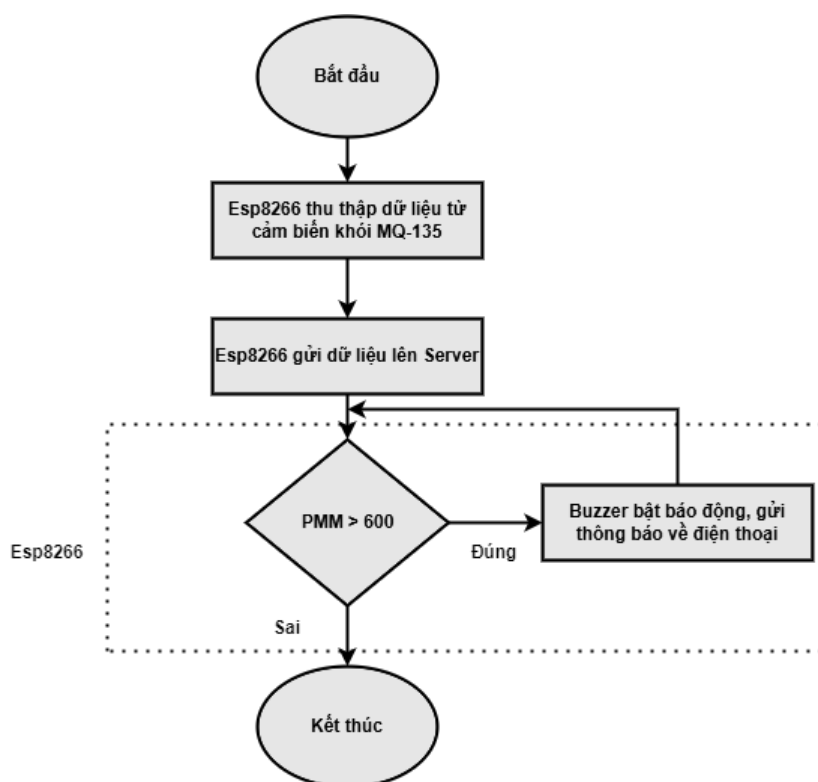 Bắt đầu
Esp8266 thu thập dữ liệu từ
cảm biến khói MQ-135
Esp8266 gửi dữ liệu lên Server
PMM > 600
Đúng
Buzzer bật báo động, gửi
thông báo về điện thoại
Esp8266
Sai
Kết thúc